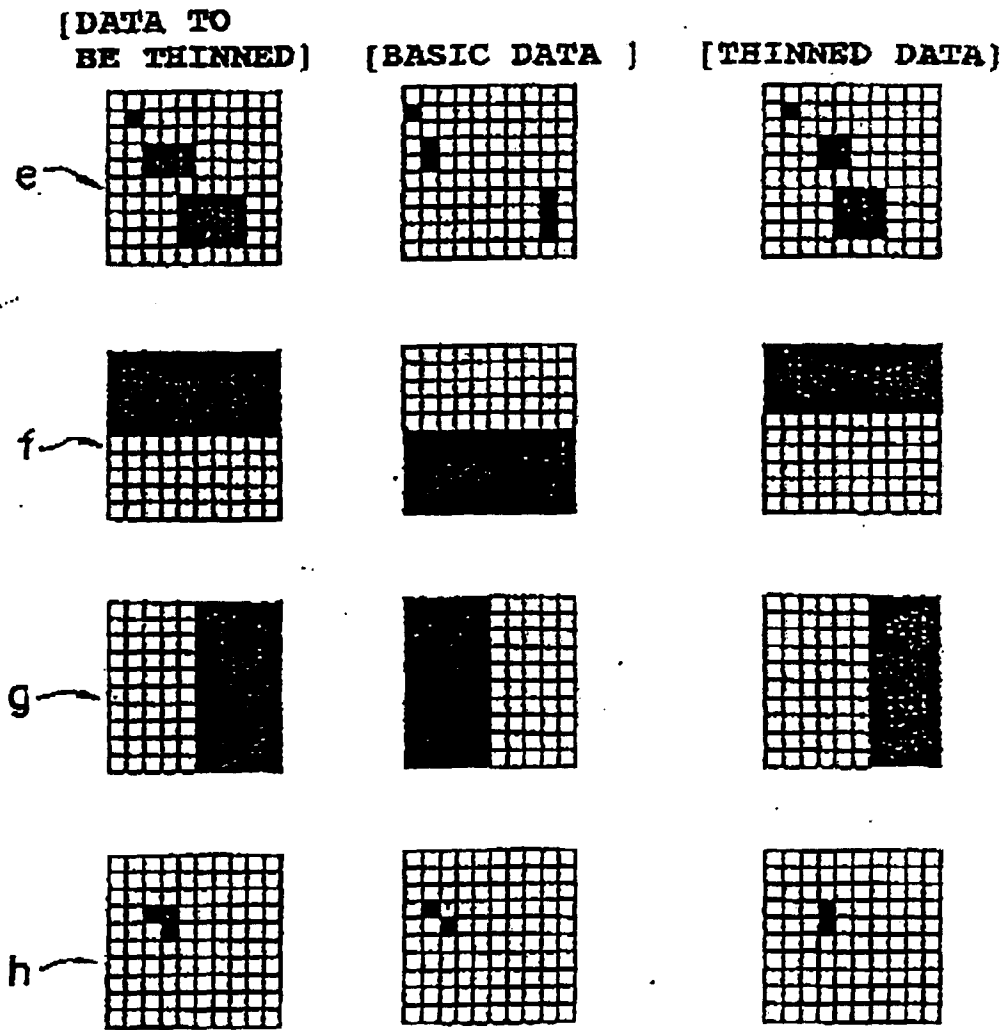 [DATA TO
BE THINNED]
[BASIC DATA ]
[THINNED DATA]
e
f
g
h